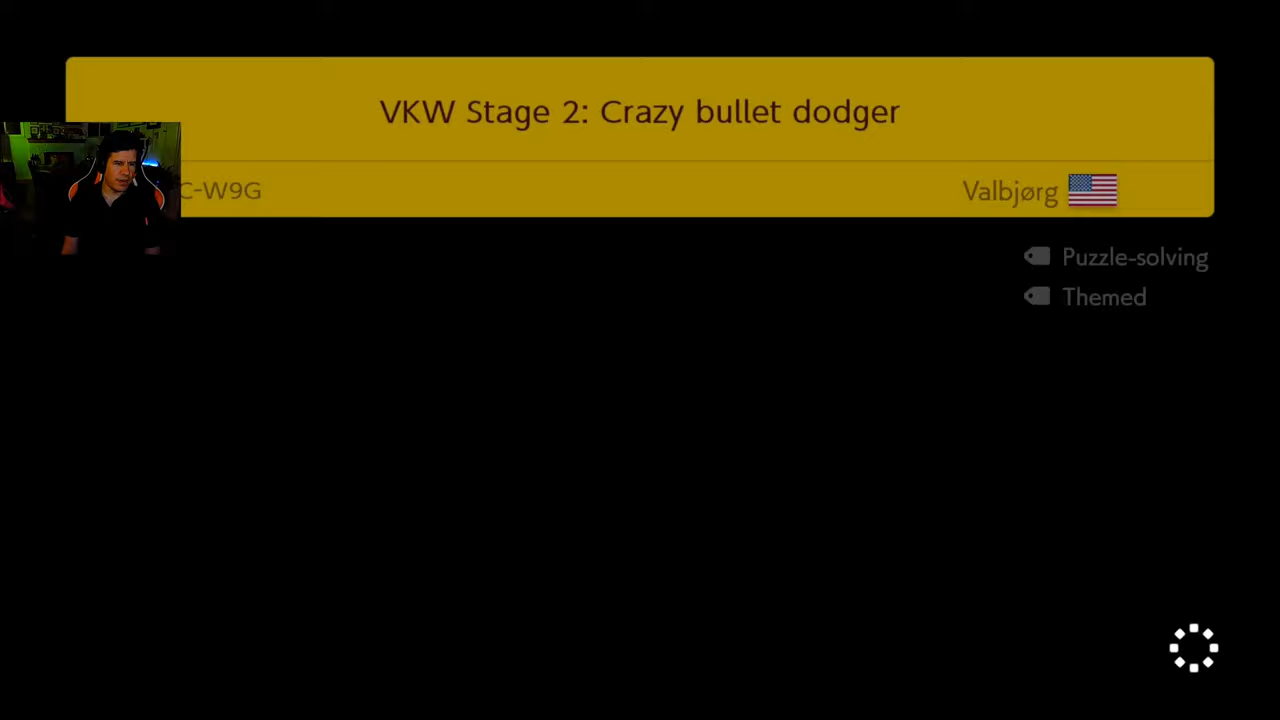 VKW Stage 2: Crazy bullet dodger
C-W9G
Valbjørg
Puzzle-solving
Themed